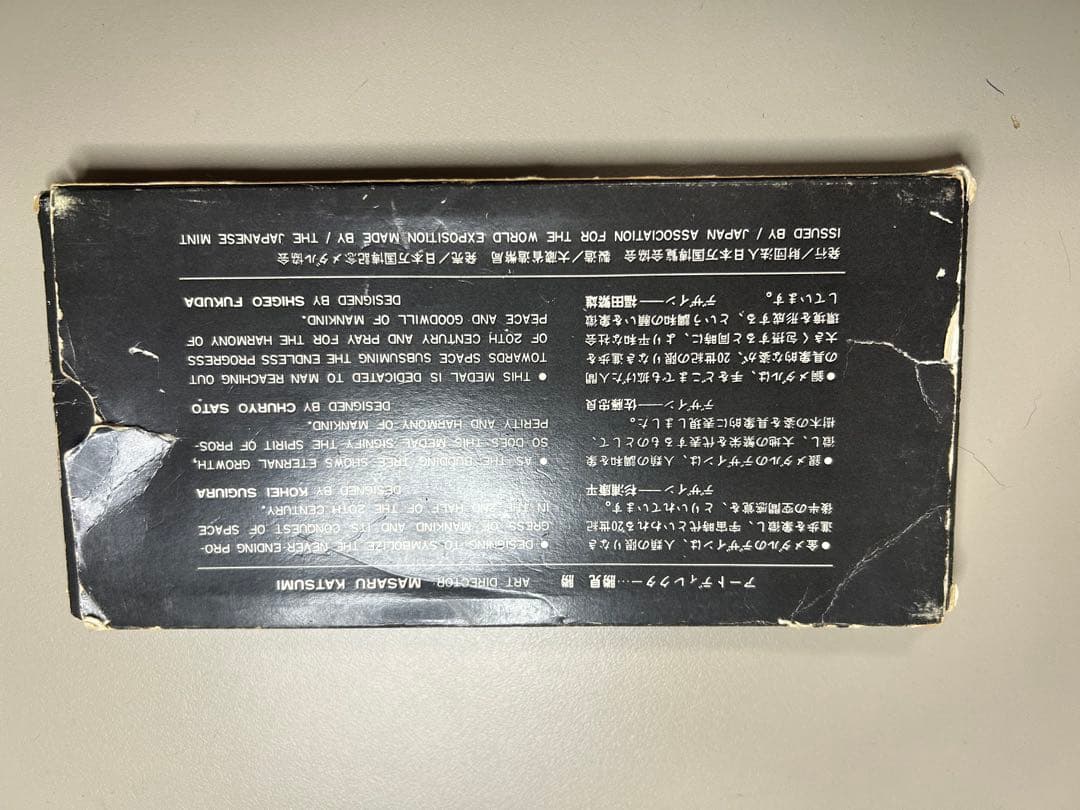 アートディレクター……勝見 勝
ART DIRECTOR: MASARU KATSUMI
●金メダルのデザインは、人類の限りなき
進歩を象徴し、宇宙時代といわれる20世紀
後半の空間感覚を、とりいれています。
デザイン──杉浦康平
● DESIGNING TO SYMBOLIZE THE NEVER-ENDING PRO-
GRESS OF MANKIND AND ITS CONQUEST OF SPACE
IN THE 2ND HALF OF THE 20TH CENTURY.
DESIGNED BY KOHEI SUGIURA
●銀メダルのデザインは、人類の調和を象
徴し、大地の繁栄を代表するものとして、
樹木の姿を具象的に表現しました。
デザイン──佐藤忠良
● AS THE BUDDING TREE SHOWS ETERNAL GROWTH,
SO DOES THIS MEDAL SIGNIFY THE SPIRIT OF PROS-
PERITY AND HARMONY OF MANKIND.
DESIGNED BY CHURYO SATO
●銅メダルは、手をどこまでも拡げた人間
の具象的な姿が、20世紀の限りなき進歩を
大きく包摂すると同時に、より平和な社会
環境を形成する、という調和の願いを象徴
しています。 デザイン──福田繁雄
● THIS MEDAL IS DEDICATED TO MAN REACHING OUT
TOWARDS SPACE SUBSUMING THE ENDLESS PROGRESS
OF 20TH CENTURY AND PRAY FOR THE HARMONY OF
PEACE AND GOODWILL OF MANKIND.
DESIGNED BY SHIGEO FUKUDA
発行/財団法人日本万国博覧会協会 製造/大蔵省造幣局 発売/日本万国博記念メダル協会
ISSUED BY / JAPAN ASSOCIATION FOR THE WORLD EXPOSITION MADE BY / THE JAPANESE MINT